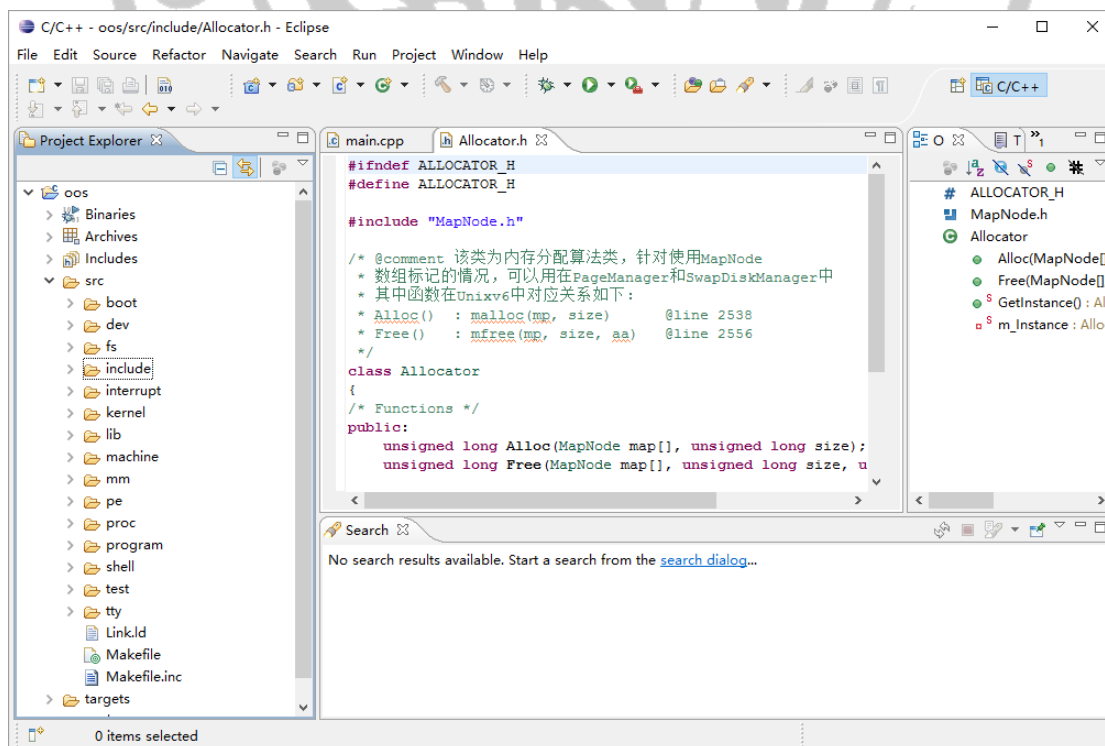 C/C++ - oos/src/include/Allocator.h - Eclipse
File Edit Source Refactor Navigate Search Run Project Window Help
010
C/C++
Project Explorer
main.cpp
Allocator.h
O
T
1
oos
Binaries
Archives
Includes
src
boot
dev
fs
include
interrupt
kernel
lib
machine
mm
pe
proc
program
shell
test
tty
Link.ld
Makefile
Makefile.inc
targets
#ifndef ALLOCATOR_H
#define ALLOCATOR_H
#include "MapNode.h"
/* @comment 该类为内存分配算法类，针对使用MapNode
* 数组标记的情况，可以用在PageManager和SwapDiskManager中
* 其中函数在Unixv6中对应关系如下：
* Alloc() : malloc(mp, size) @line 2538
* Free() : mfree(mp, size, aa) @line 2556
*/
class Allocator
{
/* Functions */
public:
unsigned long Alloc(MapNode map[], unsigned long size);
unsigned long Free(MapNode map[], unsigned long size, u
ALLOCATOR_H
MapNode.h
Allocator
Alloc(MapNode[]
Free(MapNode[]
GetInstance() : Al
m_Instance : Alloc
Search
No search results available. Start a search from the search dialog...
0 items selected